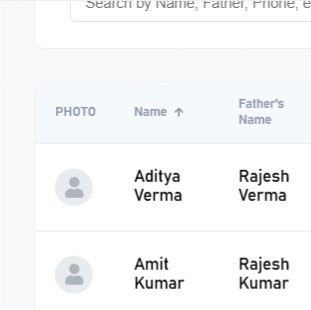 Search by Name, Father, Phone, e
PHOTO
Name ↑
Father's
Name
Aditya
Verma
Rajesh
Verma
Amit
Kumar
Rajesh
Kumar